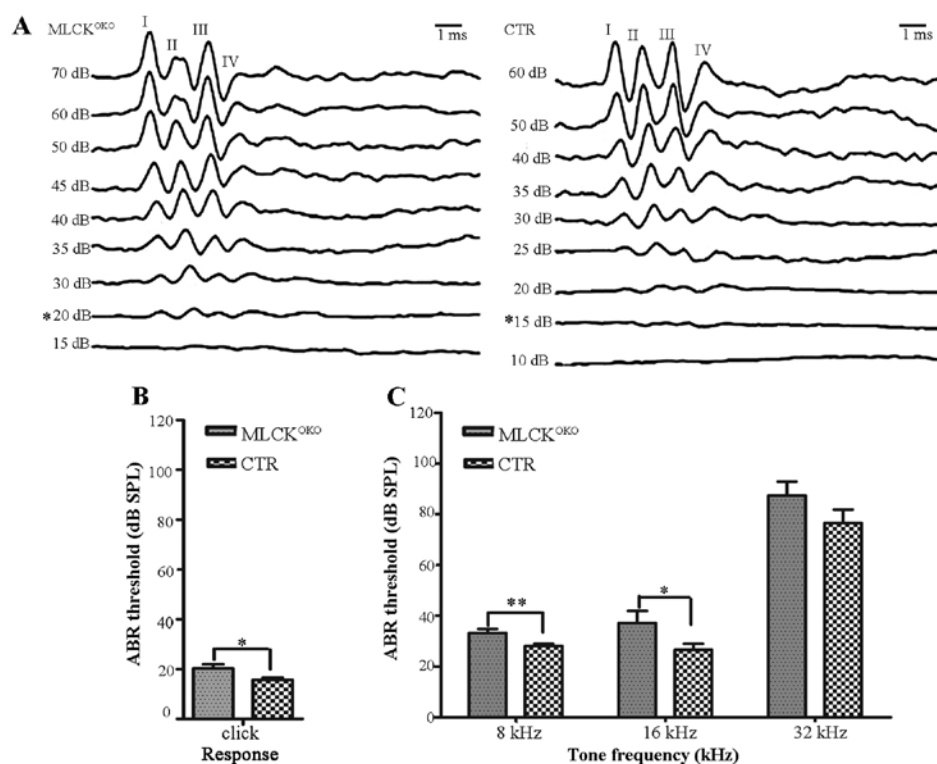 A
MLCK^OKO
I
II
III
IV
1 ms
70 dB
60 dB
50 dB
45 dB
40 dB
35 dB
30 dB
*20 dB
15 dB
CTR
I
II
III
IV
1 ms
60 dB
50 dB
40 dB
35 dB
30 dB
25 dB
20 dB
*15 dB
10 dB
B
ABR threshold (dB SPL)
120
100
80
60
40
20
0
MLCK^OKO
CTR
*
click
Response
C
ABR threshold (dB SPL)
120
100
80
60
40
20
0
MLCK^OKO
CTR
**
*
8 kHz 16 kHz 32 kHz
Tone frequency (kHz)